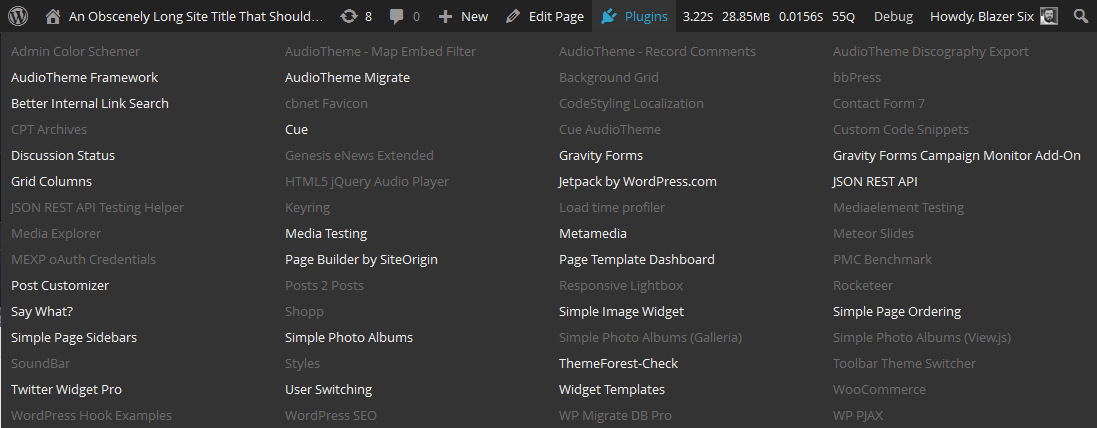 An Obscenely Long Site Title That Should... 8 0 + New Edit Page Plugins 3.22S 28.85MB 0.0156S 55Q Debug Howdy, Blazer Six
Admin Color Schemer AudioTheme - Map Embed Filter AudioTheme - Record Comments AudioTheme Discography Export
AudioTheme Framework AudioTheme Migrate Background Grid bbPress
Better Internal Link Search cbnet Favicon CodeStyling Localization Contact Form 7
CPT Archives Cue Cue AudioTheme Custom Code Snippets
Discussion Status Genesis eNews Extended Gravity Forms Gravity Forms Campaign Monitor Add-On
Grid Columns HTML5 jQuery Audio Player Jetpack by WordPress.com JSON REST API
JSON REST API Testing Helper Keyring Load time profiler Mediaelement Testing
Media Explorer Media Testing Metamedia Meteor Slides
MEXP oAuth Credentials Page Builder by SiteOrigin Page Template Dashboard PMC Benchmark
Post Customizer Posts 2 Posts Responsive Lightbox Rocketeer
Say What? Shopp Simple Image Widget Simple Page Ordering
Simple Page Sidebars Simple Photo Albums Simple Photo Albums (Galleria) Simple Photo Albums (View.js)
SoundBar Styles ThemeForest-Check Toolbar Theme Switcher
Twitter Widget Pro User Switching Widget Templates WooCommerce
WordPress Hook Examples WordPress SEO WP Migrate DB Pro WP PJAX